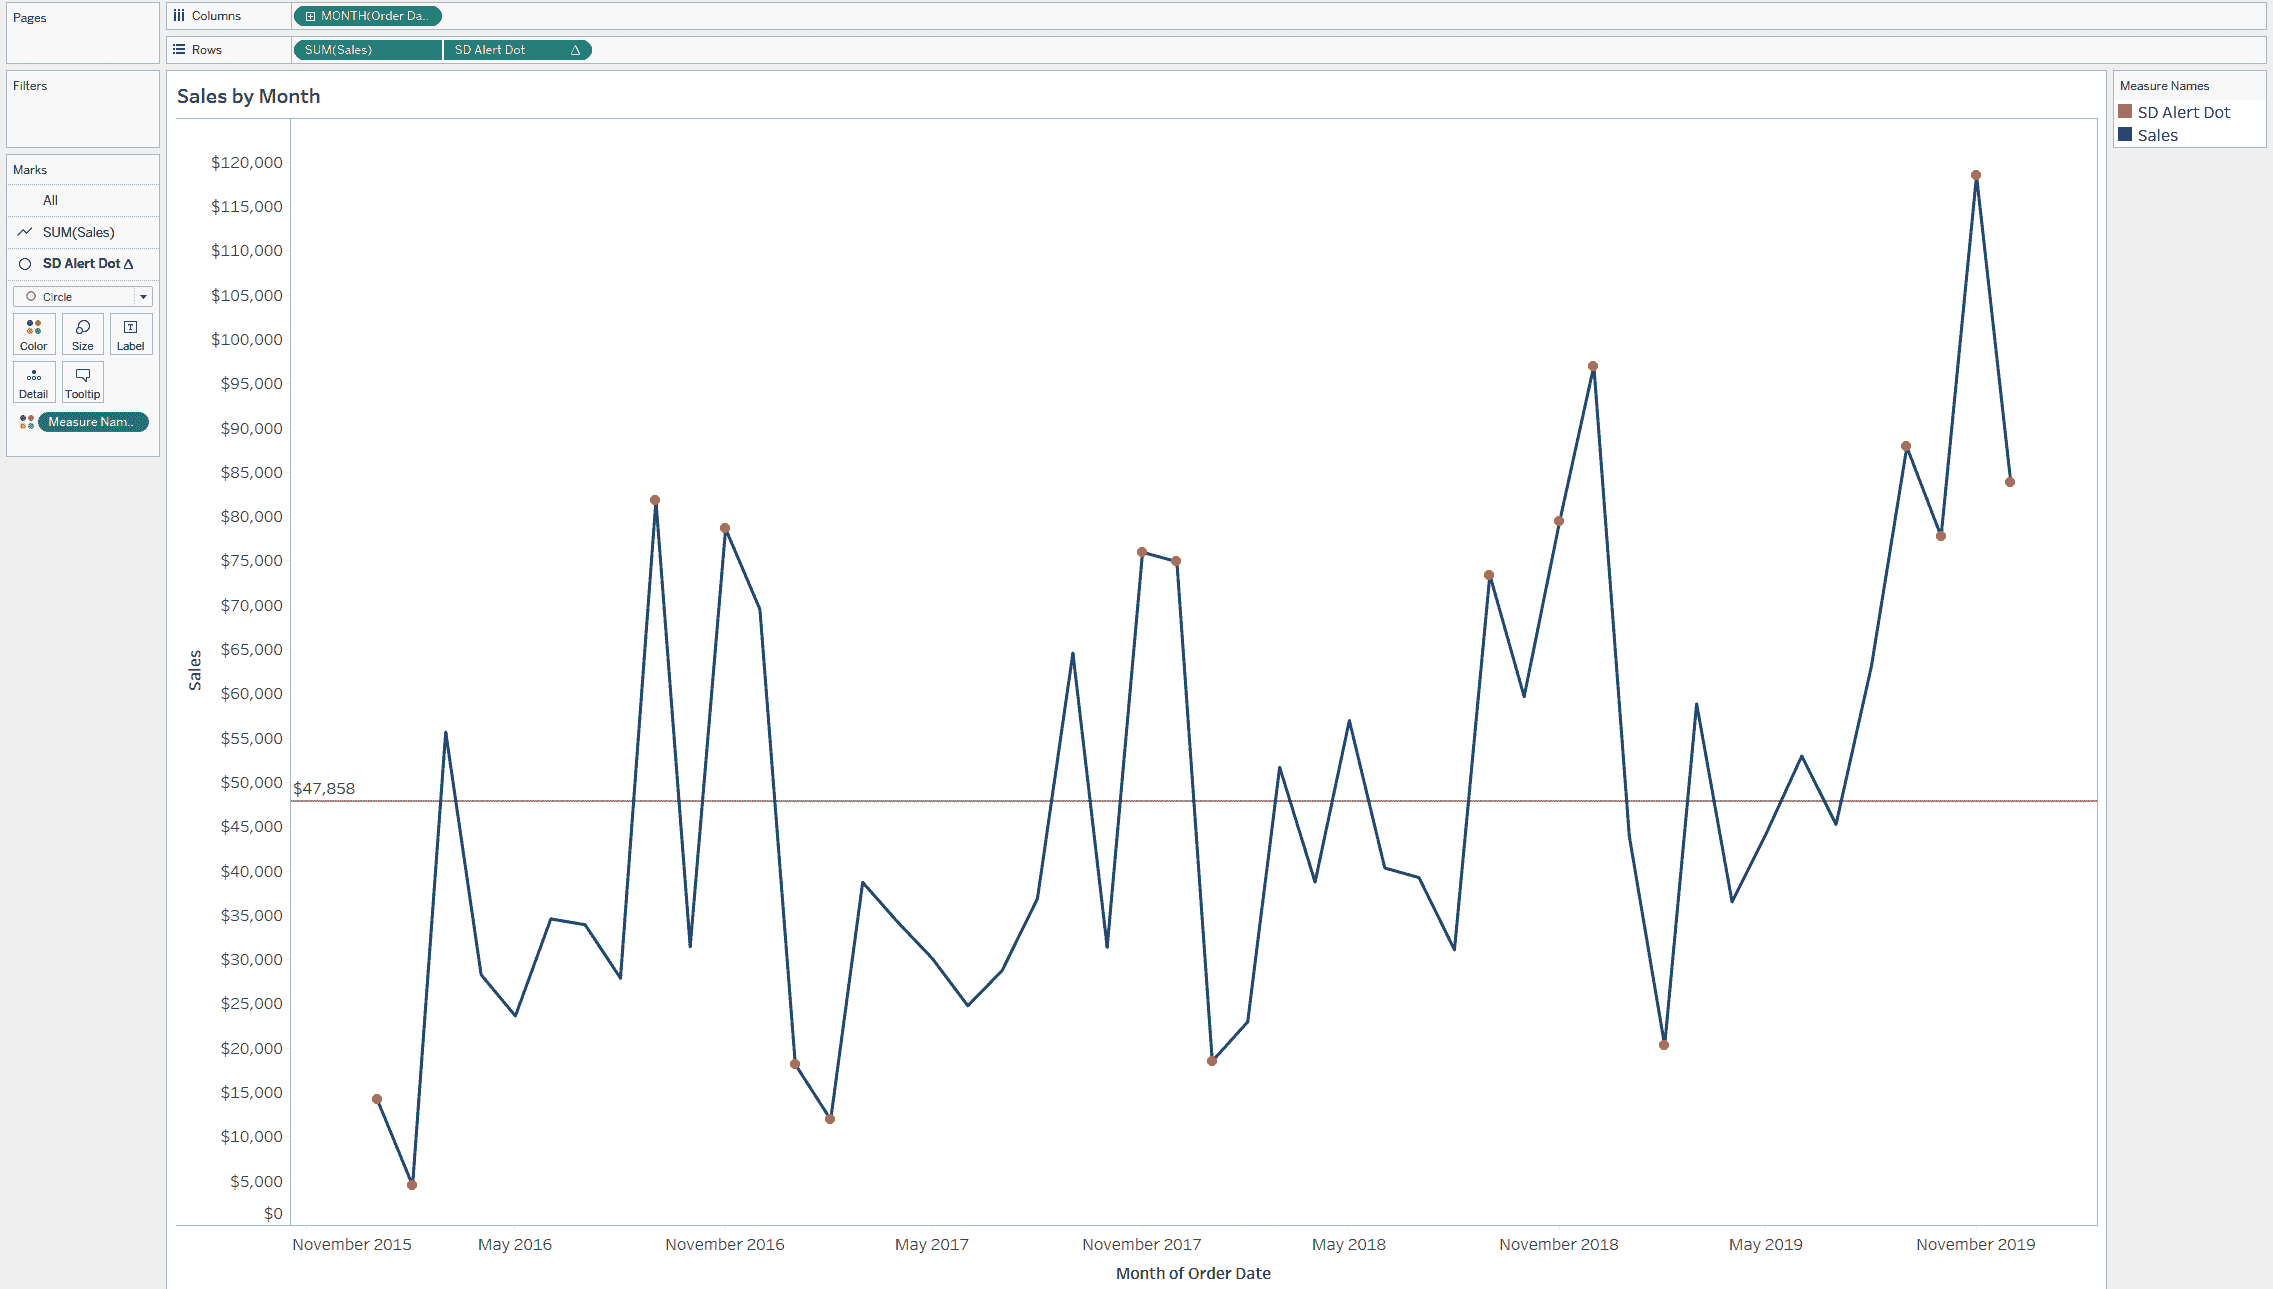 Pages
Columns
MONTH(Order Da..
Rows
SUM(Sales)
SD Alert Dot Δ
Filters
Marks
All
SUM(Sales)
SD Alert Dot Δ
Circle
Color
Size
Label
Detail
Tooltip
Measure Nam..
Sales by Month
$120,000
$115,000
$110,000
$105,000
$100,000
$95,000
$90,000
$85,000
$80,000
$75,000
$70,000
$65,000
$60,000
$55,000
$50,000
$45,000
$40,000
$35,000
$30,000
$25,000
$20,000
$15,000
$10,000
$5,000
$0
Sales
$47,858
November 2015
May 2016
November 2016
May 2017
November 2017
May 2018
November 2018
May 2019
November 2019
Month of Order Date
Measure Names
SD Alert Dot
Sales